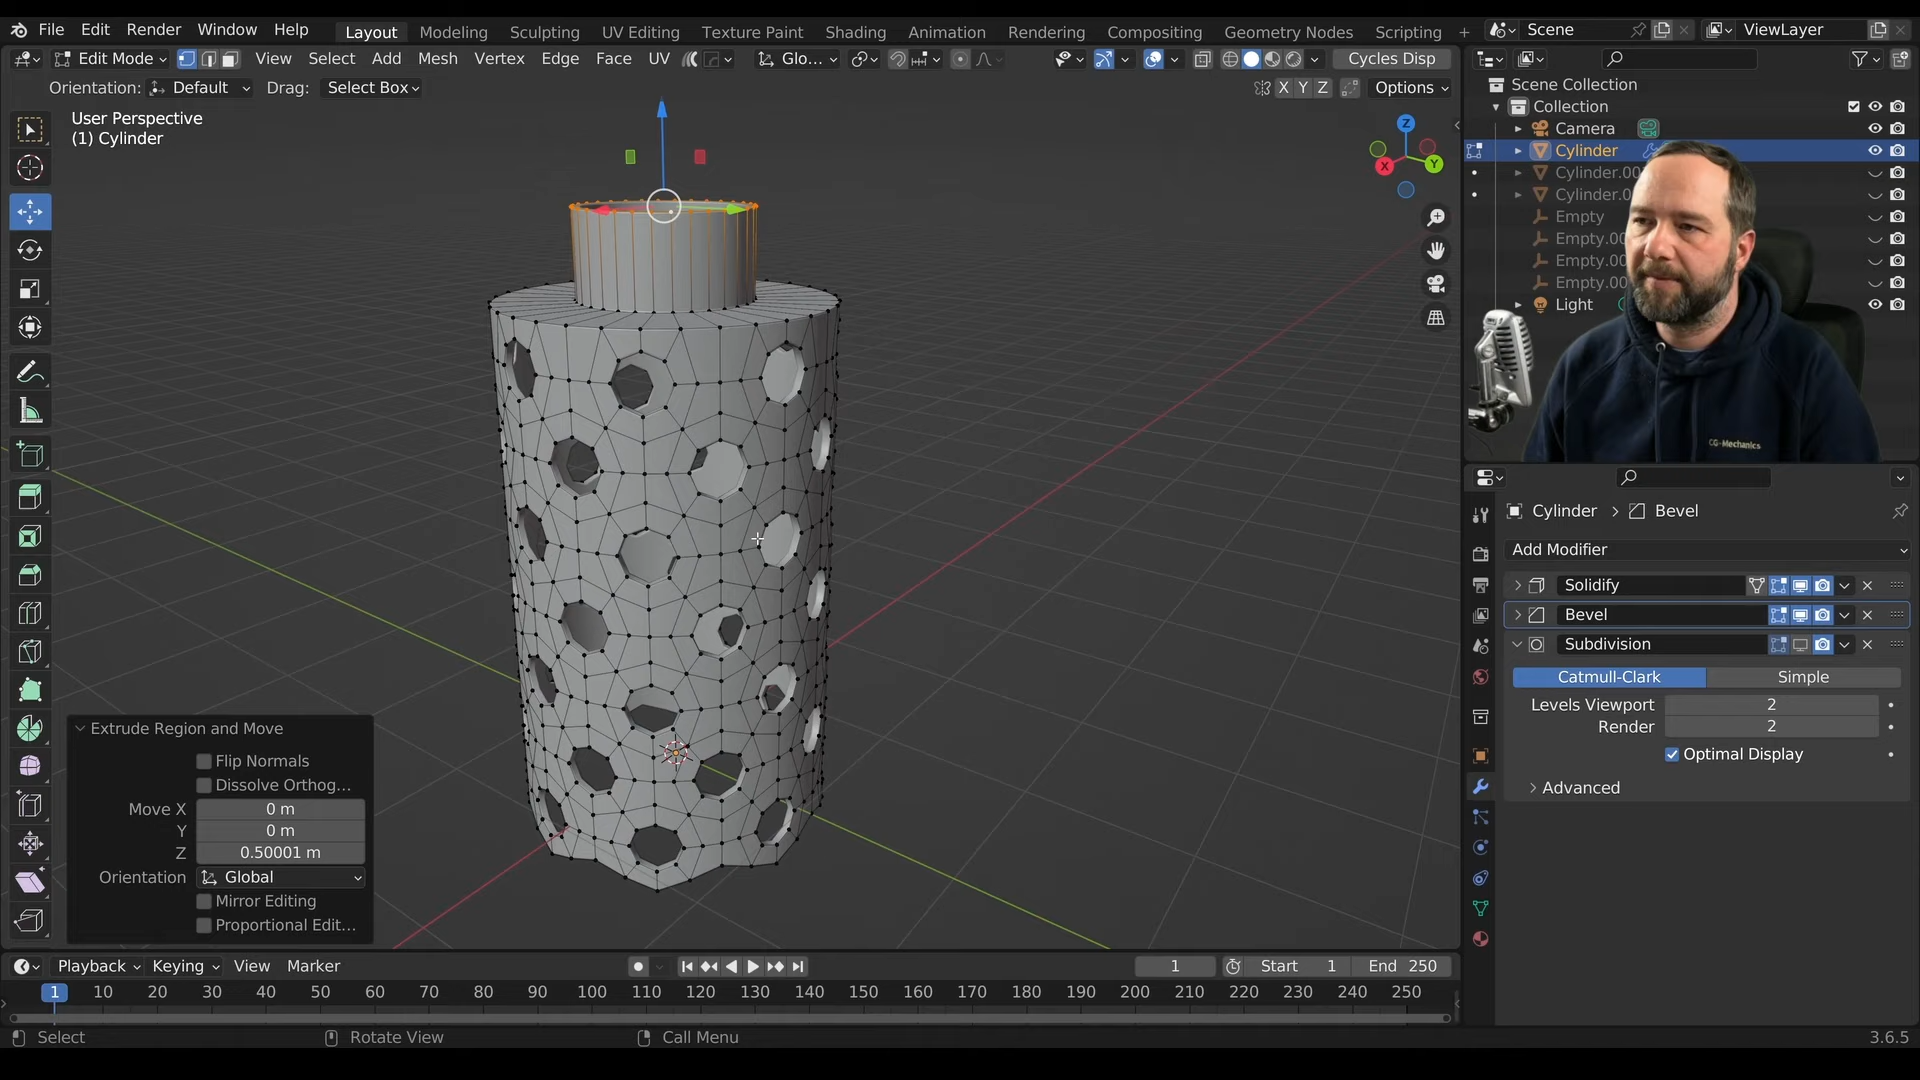 File Edit Render Window Help Layout Modeling Sculpting UV Editing Texture Paint Shading Animation Rendering Compositing Geometry Nodes Scripting + Scene ViewLayer
Edit Mode View Select Add Mesh Vertex Edge Face UV Glo... Cycles Disp
Orientation: Default Drag: Select Box X Y Z Options
User Perspective
(1) Cylinder
Z
X
Y
Scene Collection
Collection
Camera
Cylinder
Cylinder.00
Cylinder.0
Empty
Empty.00
Empty.00
Empty.00
Light
CG-Mechanics
Cylinder > Bevel
Add Modifier
Solidify
Bevel
Subdivision
Catmull-Clark Simple
Levels Viewport 2
Render 2
Optimal Display
Advanced
Extrude Region and Move
Flip Normals
Dissolve Orthog...
Move X 0 m
Y 0 m
Z 0.50001 m
Orientation Global
Mirror Editing
Proportional Edit...
Playback Keying View Marker 1 Start 1 End 250
1 10 20 30 40 50 60 70 80 90 100 110 120 130 140 150 160 170 180 190 200 210 220 230 240 250
Select Rotate View Call Menu 3.6.5